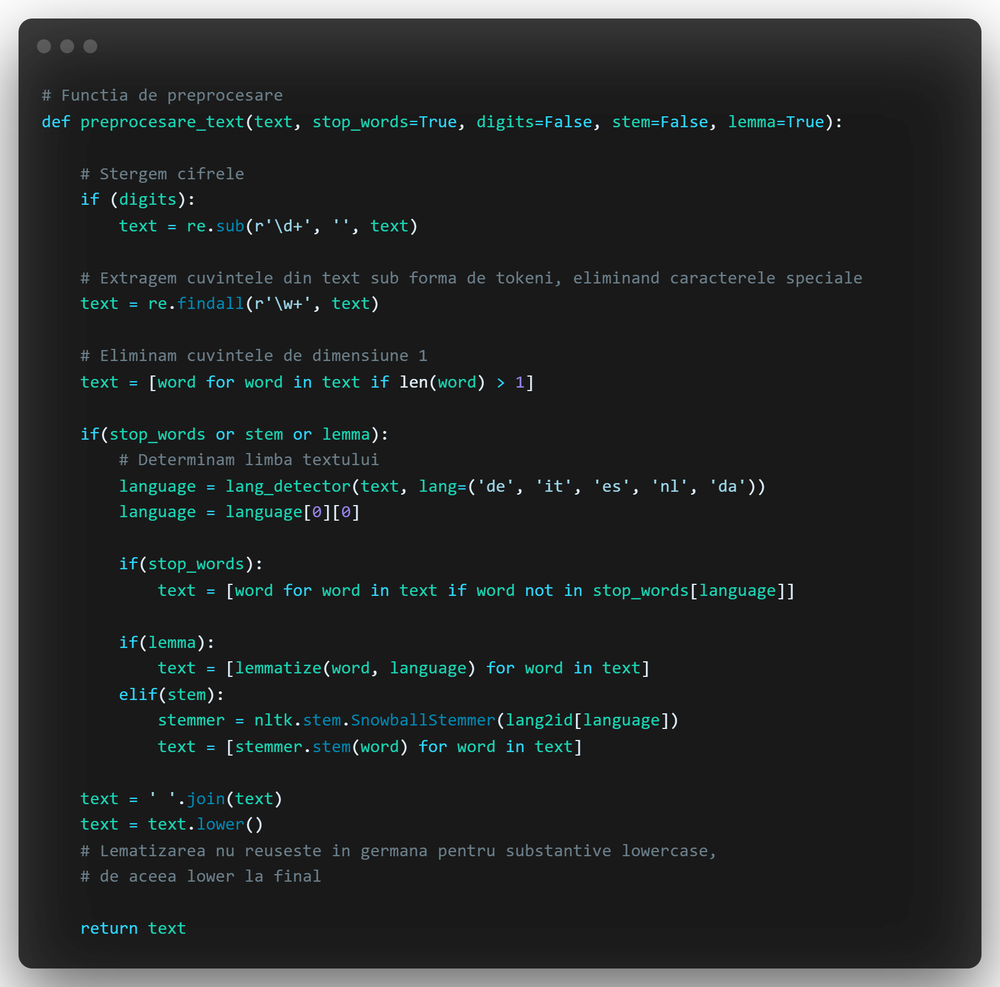 # Functia de preprocesare
def preprocesare_text(text, stop_words=True, digits=False, stem=False, lemma=True):
    # Stergem cifrele
    if (digits):
        text = re.sub(r'\d+', '', text)
    # Extragem cuvintele din text sub forma de tokeni, eliminand caracterele speciale
    text = re.findall(r'\w+', text)
    # Eliminam cuvintele de dimensiune 1
    text = [word for word in text if len(word) > 1]
    if(stop_words or stem or lemma):
        # Determinam limba textului
        language = lang_detector(text, lang=('de', 'it', 'es', 'nl', 'da'))
        language = language[0][0]
        if(stop_words):
            text = [word for word in text if word not in stop_words[language]]
        if(lemma):
            text = [lemmatize(word, language) for word in text]
        elif(stem):
            stemmer = nltk.stem.SnowballStemmer(lang2id[language])
            text = [stemmer.stem(word) for word in text]
    text = ' '.join(text)
    text = text.lower()
    # Lematizarea nu reuseste in germana pentru substantive lowercase,
    # de aceea lower la final
    return text